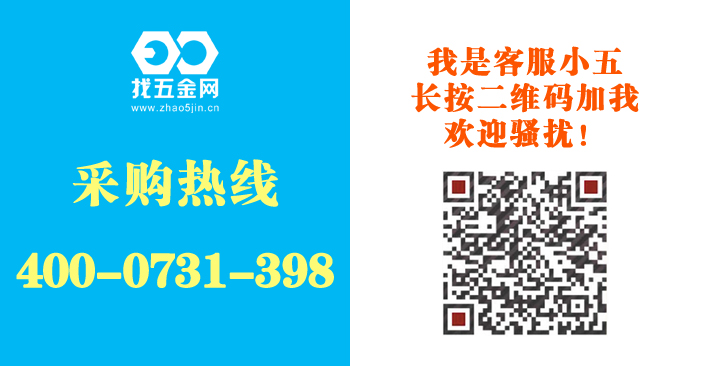 找五金网
www.zhao5jin.cn
采购热线
400-0731-398
我是客服小五
长按二维码加我
欢迎骚扰！